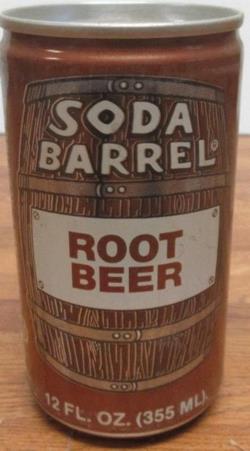 SODA
BARREL®
ROOT
BEER
12 FL. OZ. (355 ML)